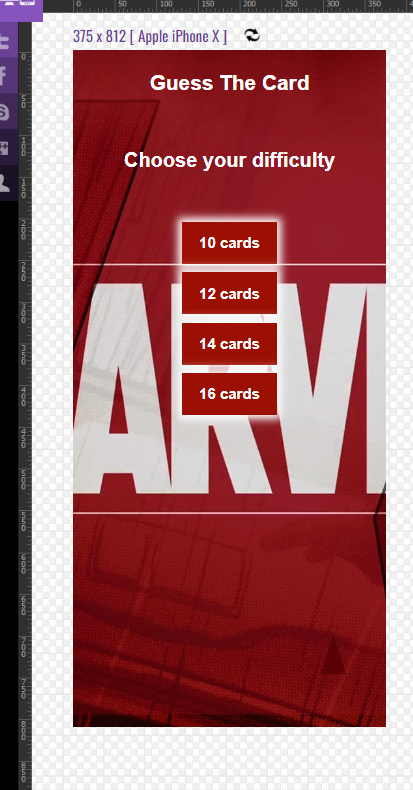 375 x 812 [ Apple iPhone X ]
Guess The Card
Choose your difficulty
10 cards
12 cards
14 cards
16 cards
ARV